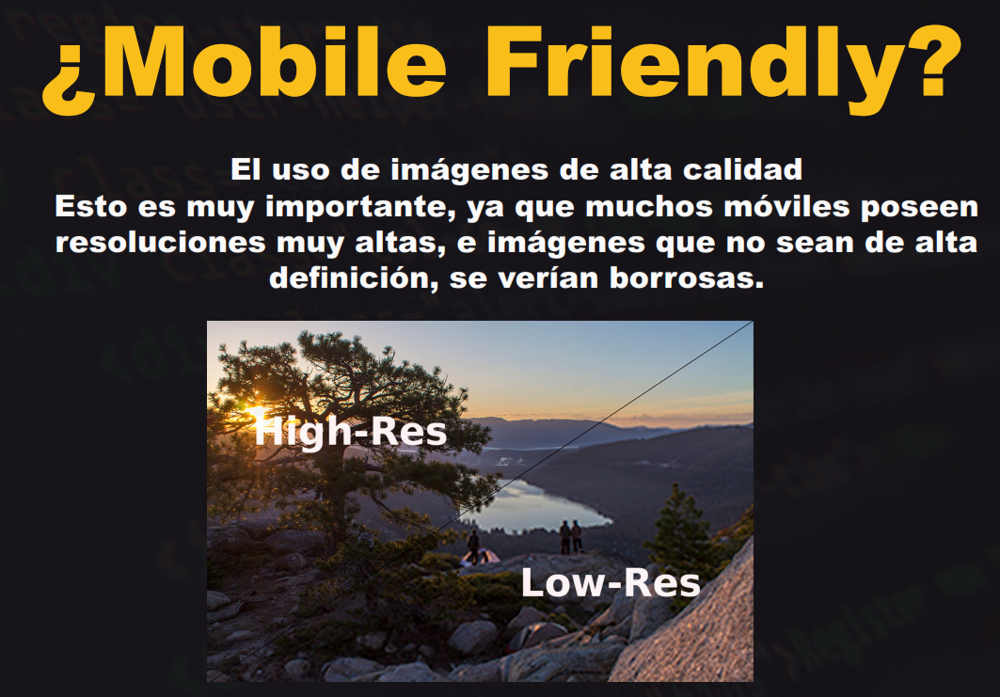 ¿Mobile Friendly?
El uso de imágenes de alta calidad
Esto es muy importante, ya que muchos móviles poseen
resoluciones muy altas, e imágenes que no sean de alta
definición, se verían borrosas.
High-Res
Low-Res